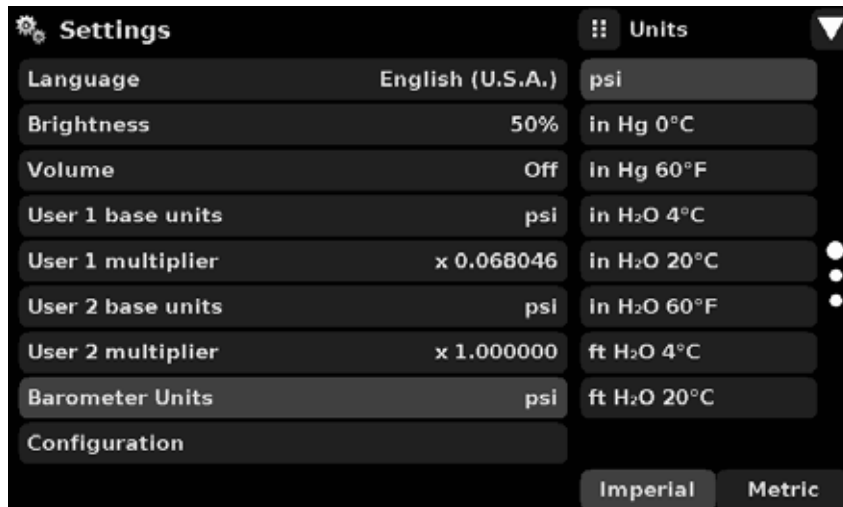 Settings
Language English (U.S.A.)
Brightness 50%
Volume Off
User 1 base units psi
User 1 multiplier x 0.068046
User 2 base units psi
User 2 multiplier x 1.000000
Barometer Units psi
Configuration
Units
psi
in Hg 0°C
in Hg 60°F
in H₂O 4°C
in H₂O 20°C
in H₂O 60°F
ft H₂O 4°C
ft H₂O 20°C
Imperial Metric